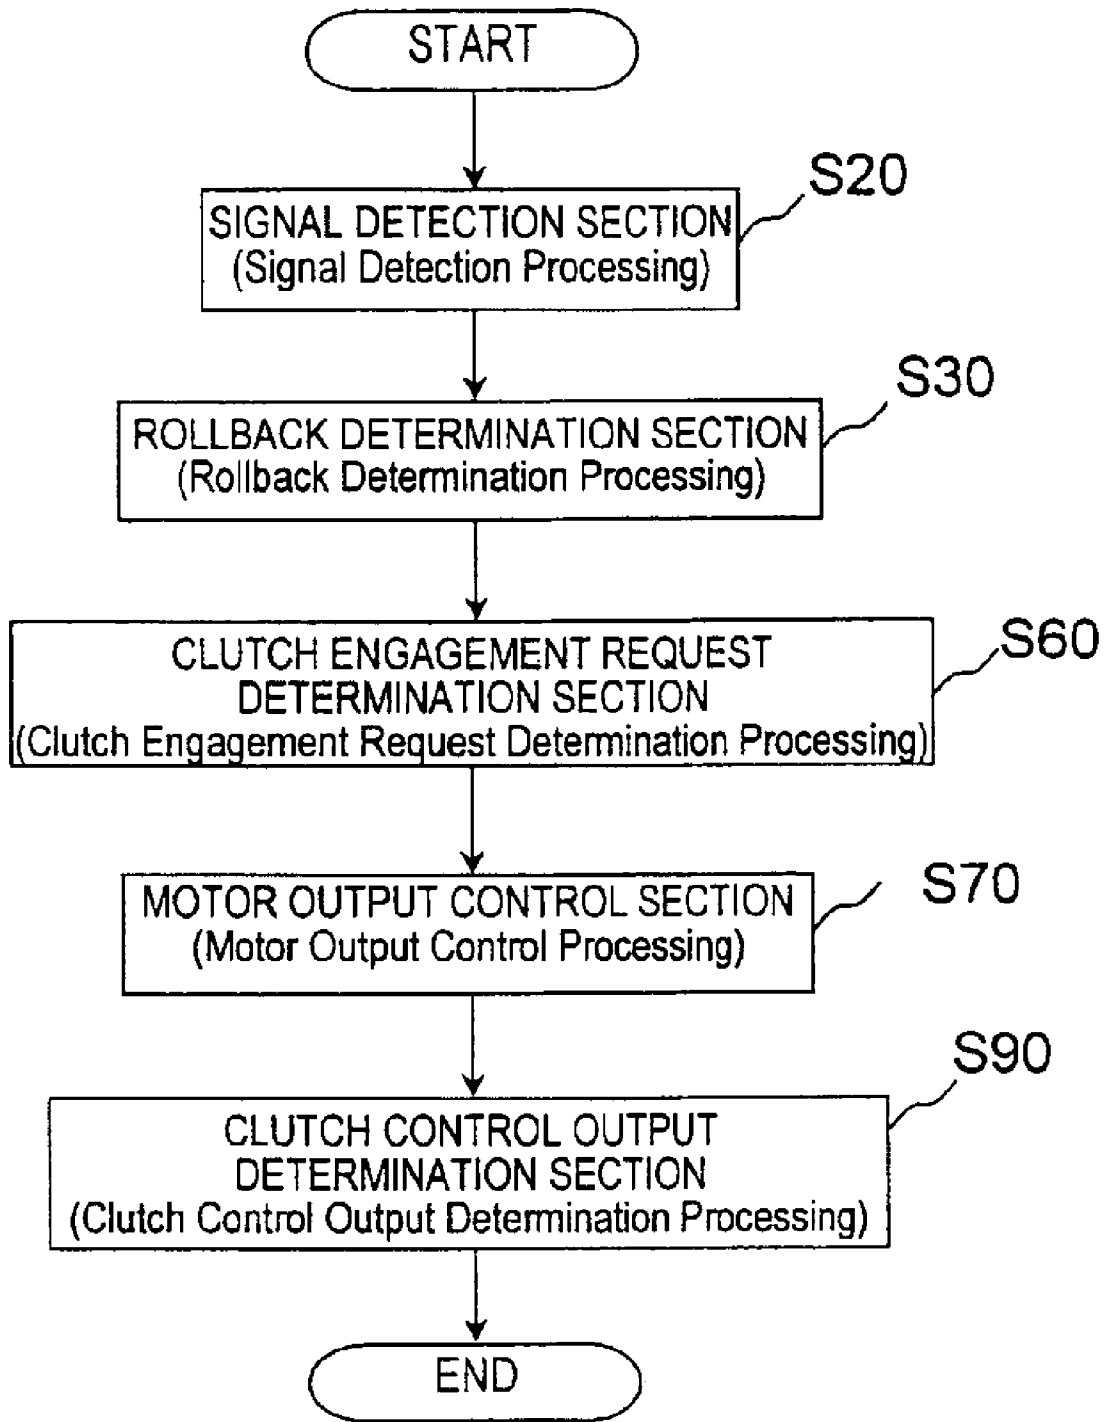 START
S20
SIGNAL DETECTION SECTION
(Signal Detection Processing)
S30
ROLLBACK DETERMINATION SECTION
(Rollback Determination Processing)
S60
CLUTCH ENGAGEMENT REQUEST
DETERMINATION SECTION
(Clutch Engagement Request Determination Processing)
S70
MOTOR OUTPUT CONTROL SECTION
(Motor Output Control Processing)
S90
CLUTCH CONTROL OUTPUT
DETERMINATION SECTION
(Clutch Control Output Determination Processing)
END